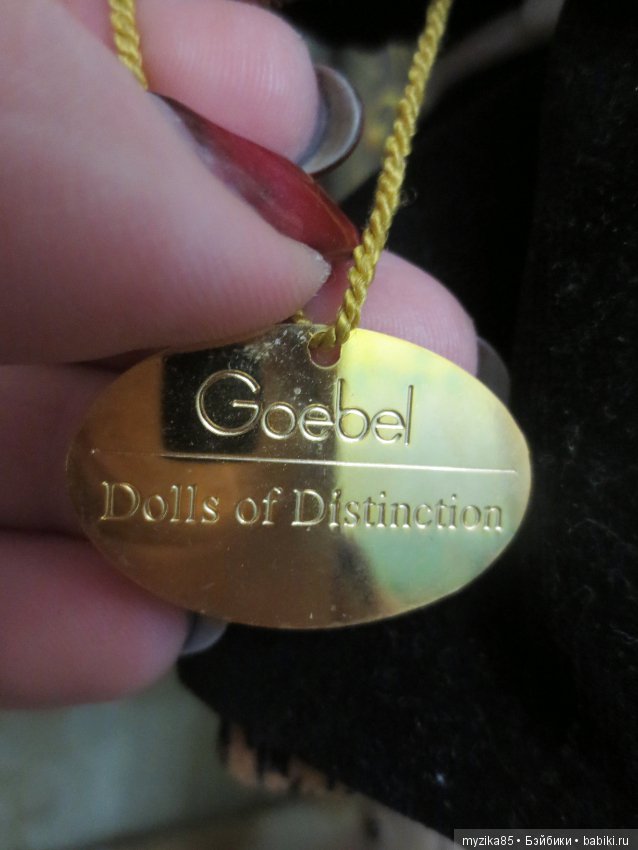 Goebel
Dolls of Distinction
myzika85 • Бэйбики • babiki.ru